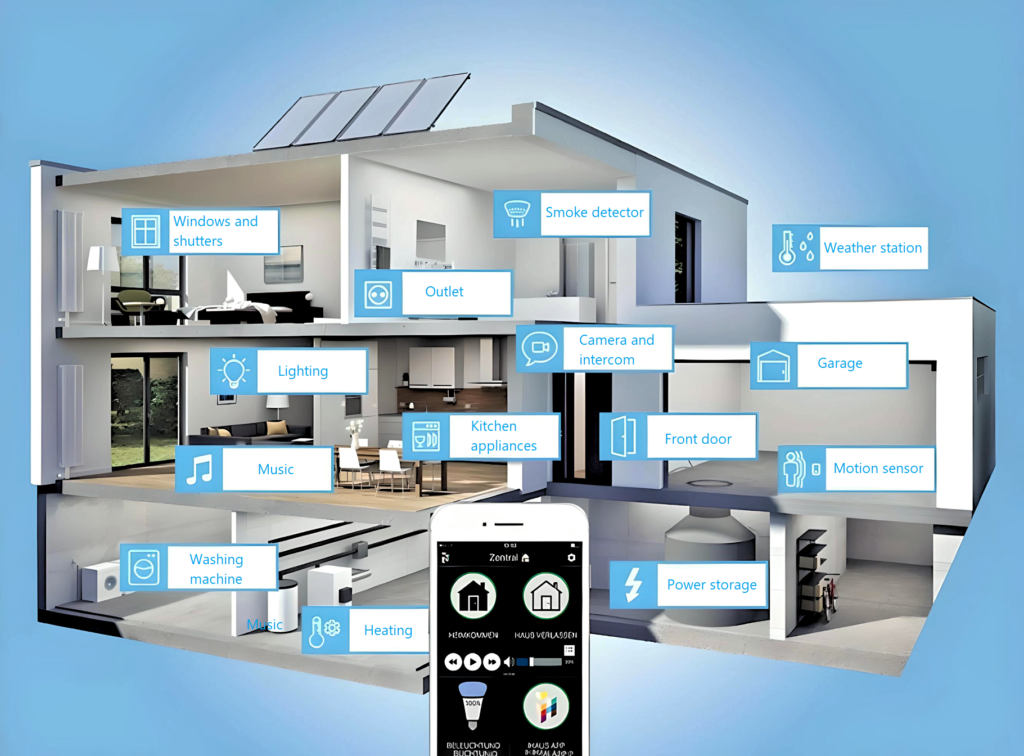 Windows and
shutters
Smoke detector
Weather station
Outlet
Camera and
intercom
Garage
Lighting
Kitchen
appliances
Front door
Music
Motion sensor
Washing
machine
Power storage
Music
Heating
Zentral
HEIMKOMMEN
HAUS VERLASSEN
100%